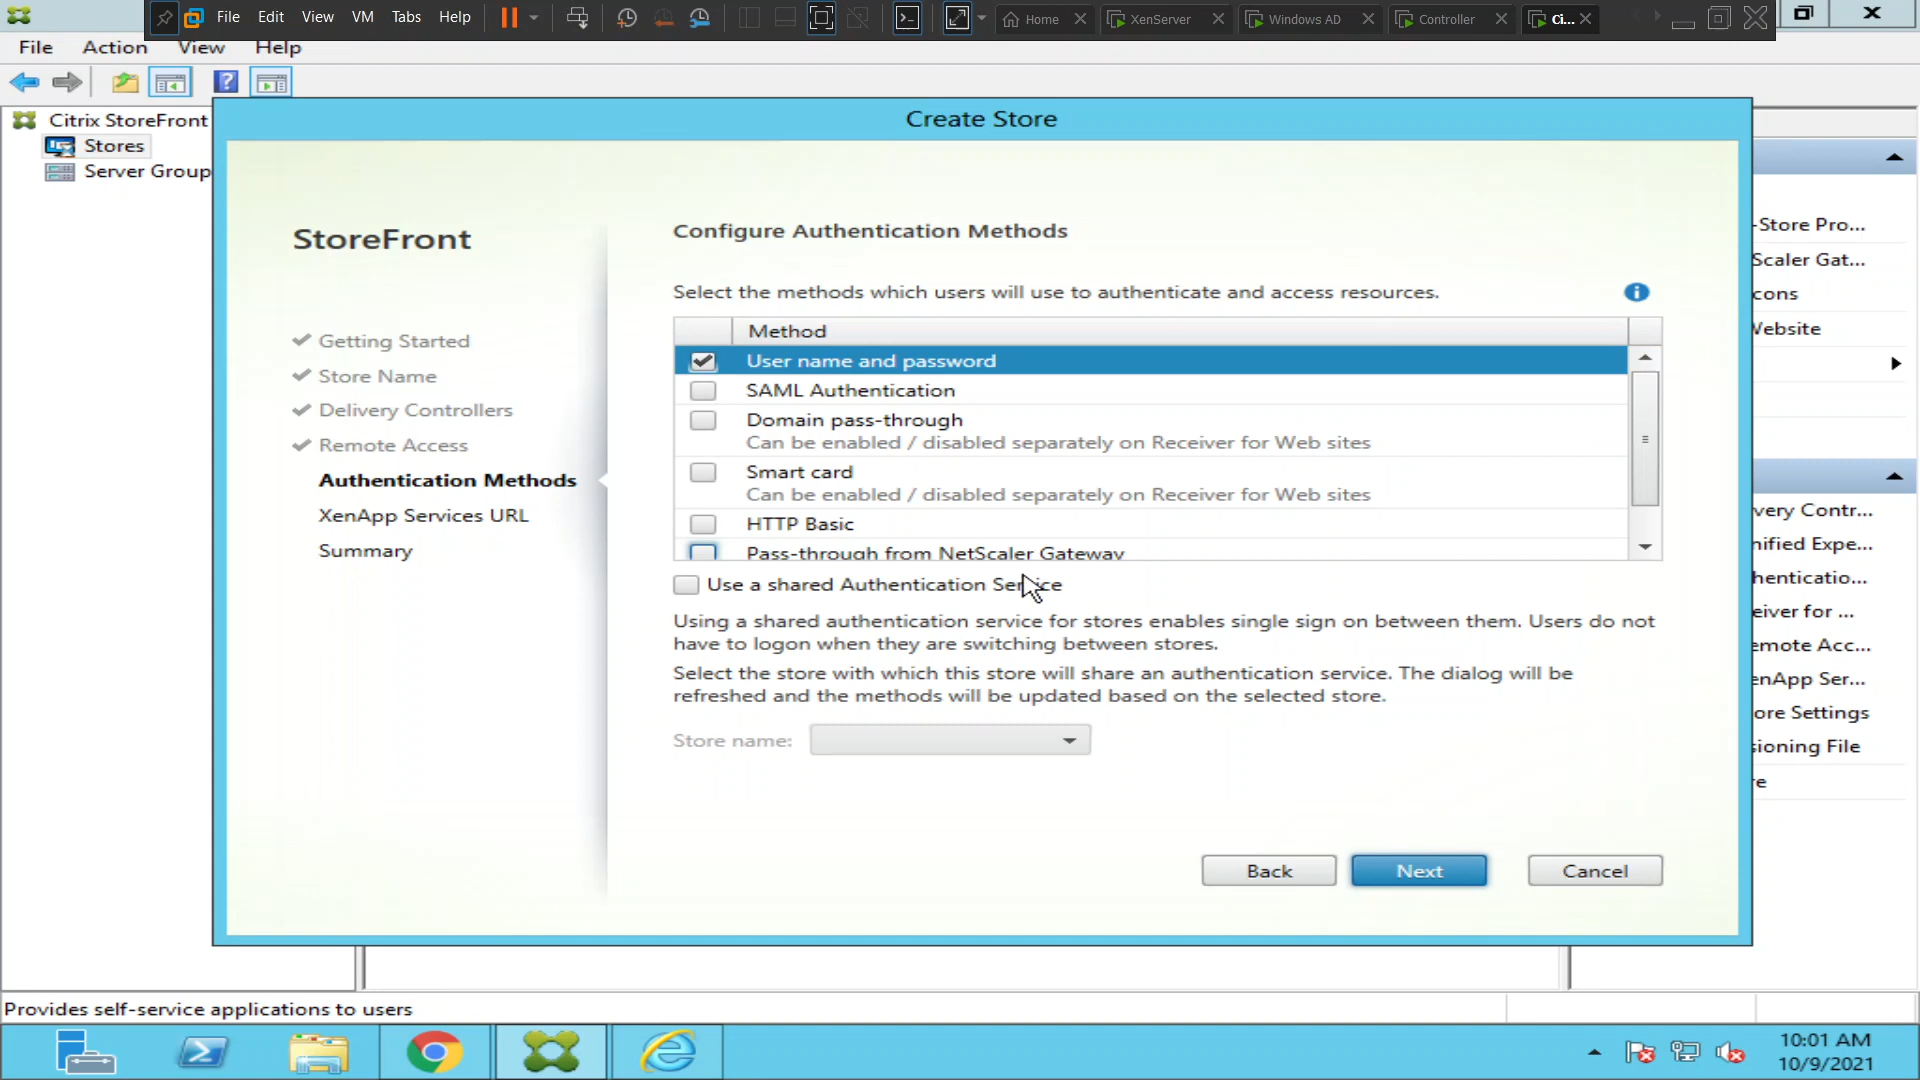 File Edit View VM Tabs Help
Home
XenServer
Windows AD
Controller
Ci...
File Action View Help
Citrix StoreFront
Stores
Server Group
Create Store
StoreFront
Getting Started
Store Name
Delivery Controllers
Remote Access
Authentication Methods
XenApp Services URL
Summary
Configure Authentication Methods
Select the methods which users will use to authenticate and access resources.
Method
User name and password
SAML Authentication
Domain pass-through
Can be enabled / disabled separately on Receiver for Web sites
Smart card
Can be enabled / disabled separately on Receiver for Web sites
HTTP Basic
Pass-through from NetScaler Gateway
Use a shared Authentication Service
Using a shared authentication service for stores enables single sign on between them. Users do not
have to logon when they are switching between stores.
Select the store with which this store will share an authentication service. The dialog will be
refreshed and the methods will be updated based on the selected store.
Store name:
Back
Next
Cancel
-Store Pro...
Scaler Gat...
cons
Website
very Contr...
nified Expe...
hentication...
eiver for ...
emote Acc...
enApp Ser...
ore Settings
sioning File
e
Provides self-service applications to users
10:01 AM
10/9/2021